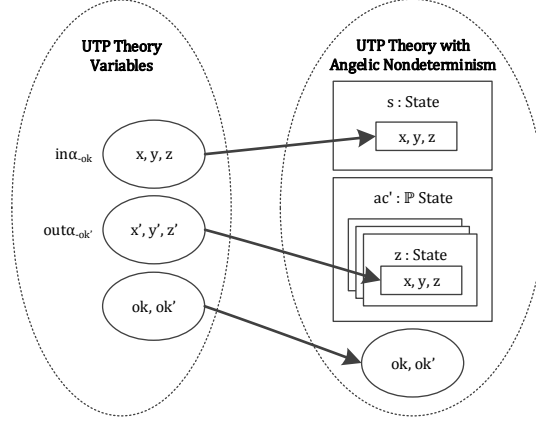 UTP Theory
Variables
UTP Theory with
Angelic Nondeterminism
s : State
x, y, z
inα-ok
x, y, z
ac' : ℙ State
outα-ok'
x', y', z'
z : State
x, y, z
ok, ok'
ok, ok'